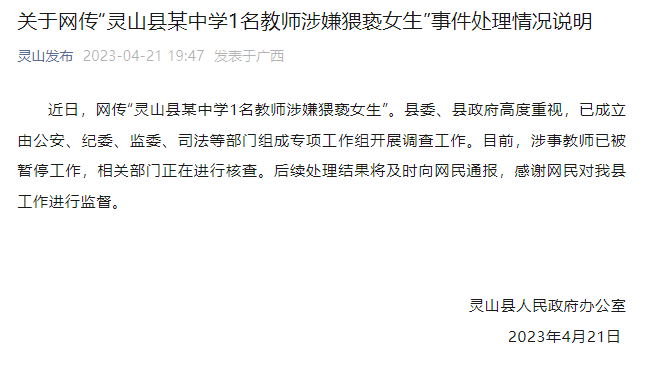 关于网传“灵山县某中学1名教师涉嫌猥亵女生”事件处理情况说明
灵山发布 2023-04-21 19:47 发表于广西
近日，网传“灵山县某中学1名教师涉嫌猥亵女生”。县委、县政府高度重视，已成立
由公安、纪委、监委、司法等部门组成专项工作组开展调查工作。目前，涉事教师已被
暂停工作，相关部门正在进行核查。后续处理结果将及时向网民通报，感谢网民对我县
工作进行监督。
灵山县人民政府办公室
2023年4月21日